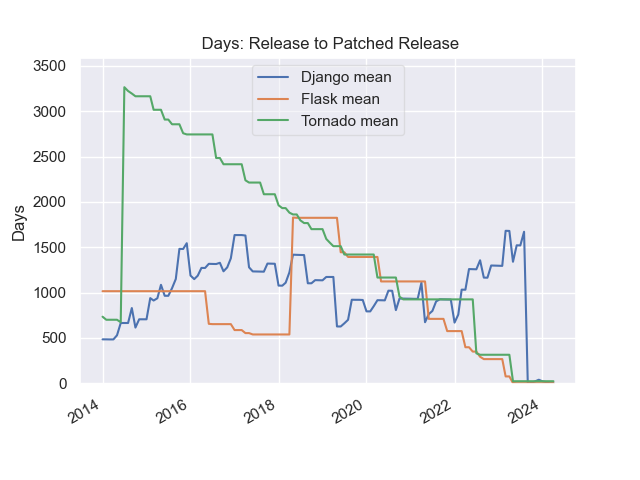 Days: Release to Patched Release
Django mean
Flask mean
Tornado mean
3500
3000
2500
2000
1500
1000
500
0
Days
2014
2016
2018
2020
2022
2024